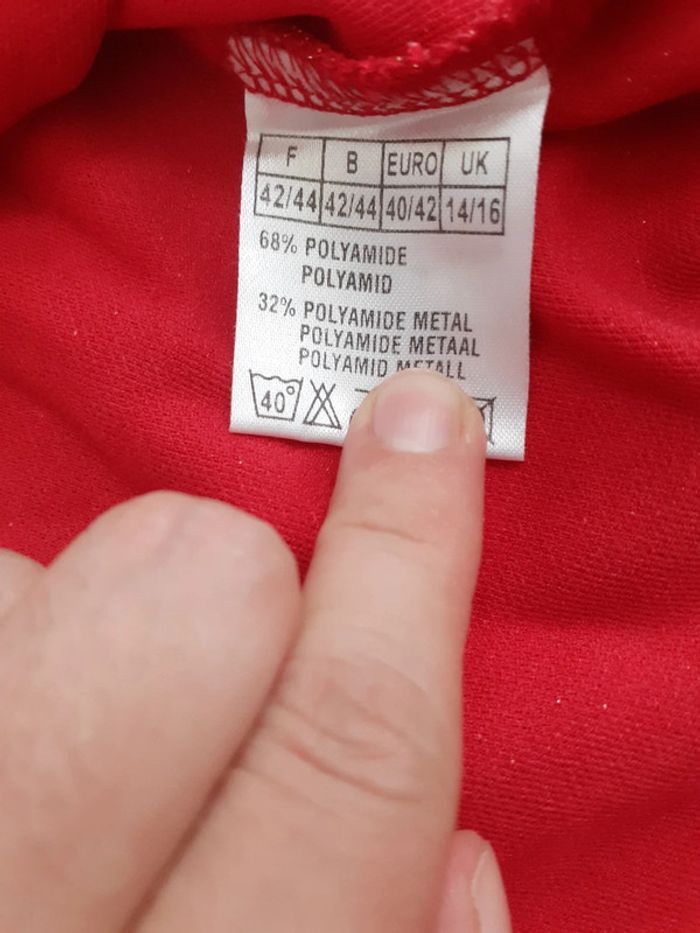 F B EURO UK
42/44 42/44 40/42 14/16
68% POLYAMIDE
POLYAMID
32% POLYAMIDE METAL
POLYAMIDE METAAL
POLYAMID METALL
40°